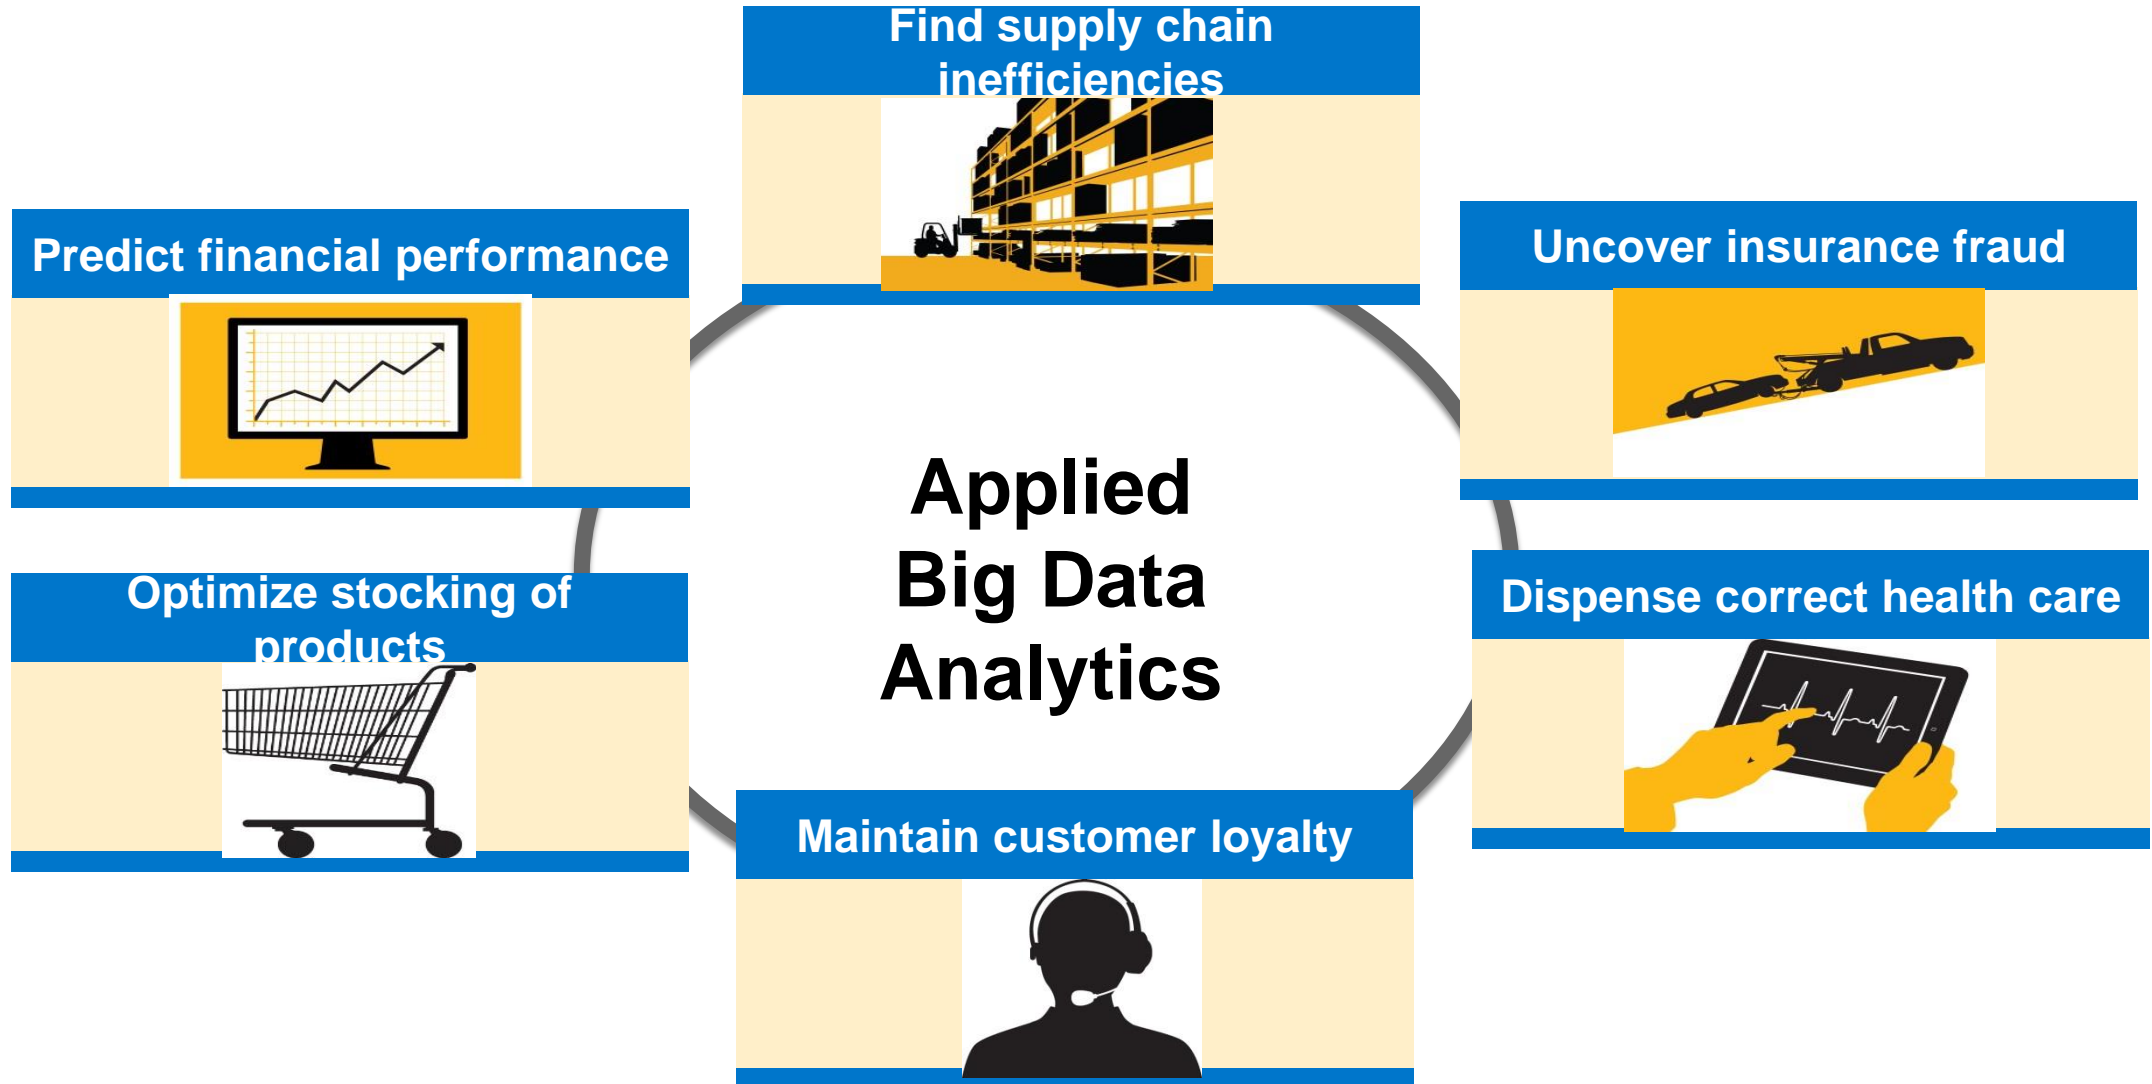 Find supply chain
inefficiencies
Predict financial performance
Uncover insurance fraud
Applied
Big Data
Analytics
Optimize stocking of
products
Dispense correct health care
Maintain customer loyalty